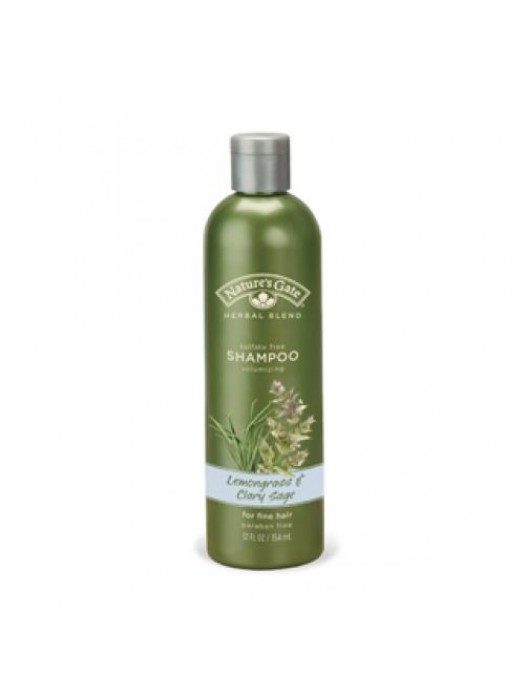 Nature's Gate
HERBAL BLEND
sulfate free
SHAMPOO
volumizing
Lemongrass &
Clary Sage
for fine hair
paraben free
12 FL OZ / 354 mL